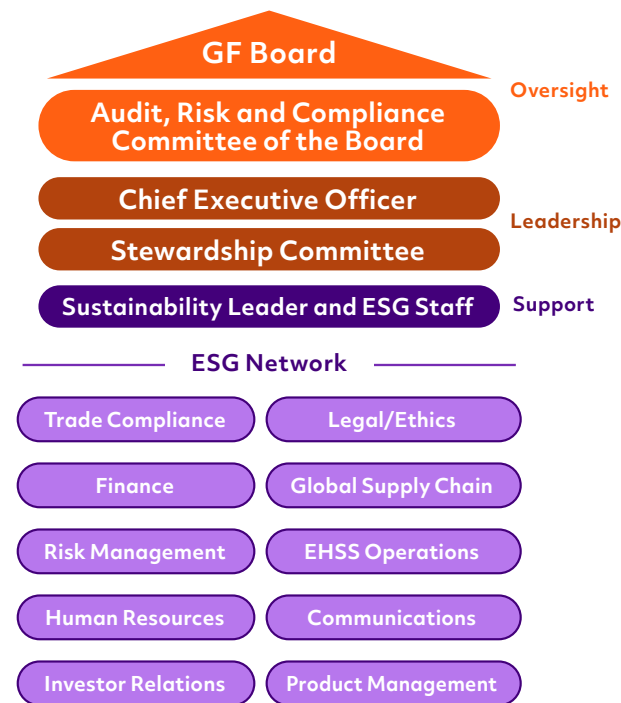 GF Board
Oversight
Audit, Risk and Compliance
Committee of the Board
Chief Executive Officer
Leadership
Stewardship Committee
Sustainability Leader and ESG Staff
Support
ESG Network
Trade Compliance
Legal/Ethics
Finance
Global Supply Chain
Risk Management
EHSS Operations
Human Resources
Communications
Investor Relations
Product Management